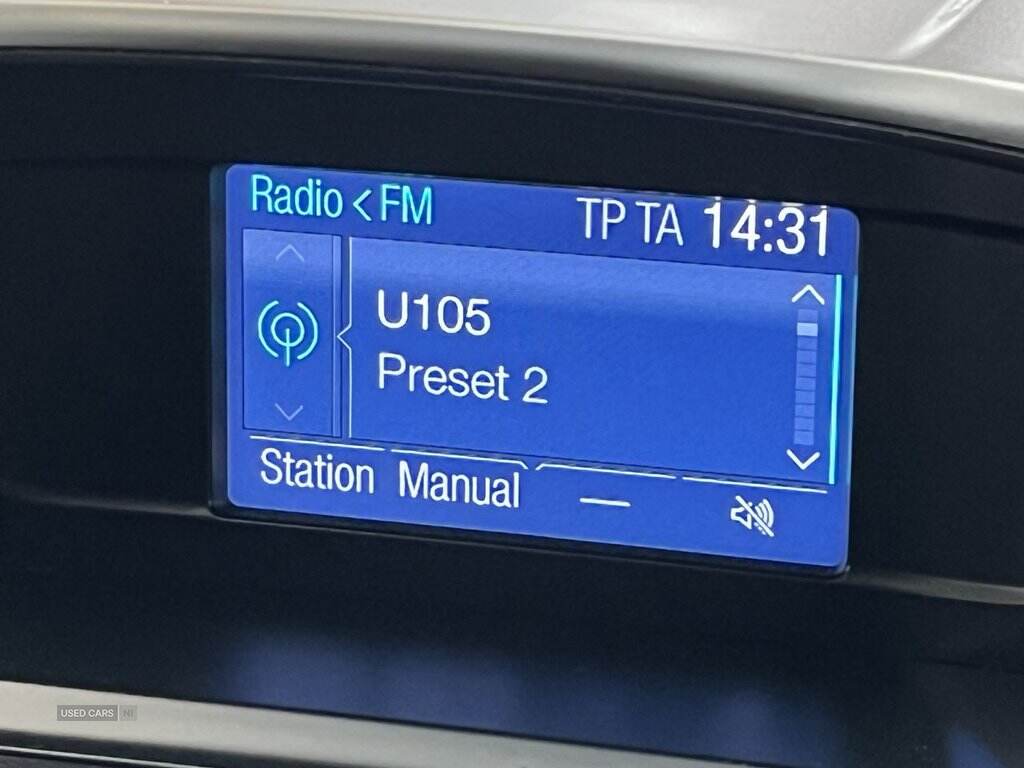 Radio < FM TP TA 14:31
U105
Preset 2
Station Manual —
USED CARS NI